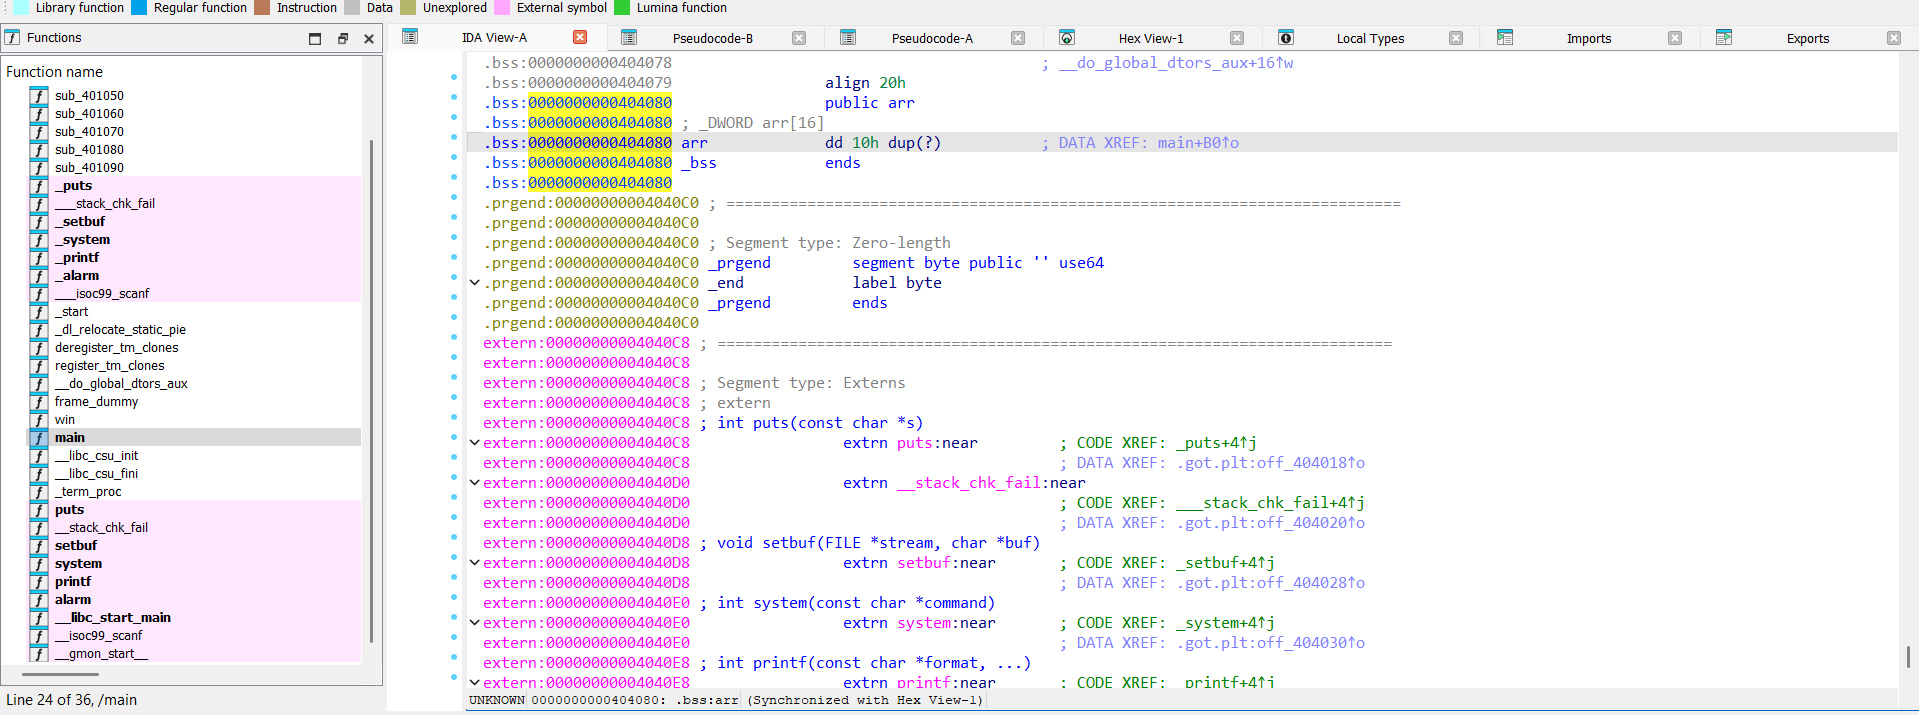 Library function Regular function Instruction Data Unexplored External symbol Lumina function
Functions
IDA View-A Pseudocode-B Pseudocode-A Hex View-1 Local Types Imports Exports
Function name
sub_401050
sub_401060
sub_401070
sub_401080
sub_401090
_puts
___stack_chk_fail
_setbuf
_system
_printf
_alarm
___isoc99_scanf
_start
_dl_relocate_static_pie
deregister_tm_clones
register_tm_clones
__do_global_dtors_aux
frame_dummy
win
main
__libc_csu_init
__libc_csu_fini
_term_proc
puts
__stack_chk_fail
setbuf
system
printf
alarm
__libc_start_main
__isoc99_scanf
__gmon_start__
Line 24 of 36, /main
.bss:0000000000404078 ; __do_global_dtors_aux+16↑w
.bss:0000000000404079 align 20h
.bss:0000000000404080 public arr
.bss:0000000000404080 ; _DWORD arr[16]
.bss:0000000000404080 arr dd 10h dup(?) ; DATA XREF: main+B0↑o
.bss:0000000000404080 _bss ends
.bss:0000000000404080
.prgend:00000000004040C0 ; ===========================================================================
.prgend:00000000004040C0
.prgend:00000000004040C0 ; Segment type: Zero-length
.prgend:00000000004040C0 _prgend segment byte public '' use64
.prgend:00000000004040C0 _end label byte
.prgend:00000000004040C0 _prgend ends
.prgend:00000000004040C0
extern:00000000004040C8 ; ===========================================================================
extern:00000000004040C8
extern:00000000004040C8 ; Segment type: Externs
extern:00000000004040C8 ; extern
extern:00000000004040C8 ; int puts(const char *s)
extern:00000000004040C8 extrn puts:near ; CODE XREF: _puts+4↑j
extern:00000000004040C8 ; DATA XREF: .got.plt:off_404018↑o
extern:00000000004040D0 extrn __stack_chk_fail:near
extern:00000000004040D0 ; CODE XREF: ___stack_chk_fail+4↑j
extern:00000000004040D0 ; DATA XREF: .got.plt:off_404020↑o
extern:00000000004040D8 ; void setbuf(FILE *stream, char *buf)
extern:00000000004040D8 extrn setbuf:near ; CODE XREF: _setbuf+4↑j
extern:00000000004040D8 ; DATA XREF: .got.plt:off_404028↑o
extern:00000000004040E0 ; int system(const char *command)
extern:00000000004040E0 extrn system:near ; CODE XREF: _system+4↑j
extern:00000000004040E0 ; DATA XREF: .got.plt:off_404030↑o
extern:00000000004040E8 ; int printf(const char *format, ...)
extern:00000000004040E8 extrn printf:near ; CODE XREF: _printf+4↑j
UNKNOWN 0000000000404080: .bss:arr (Synchronized with Hex View-1)